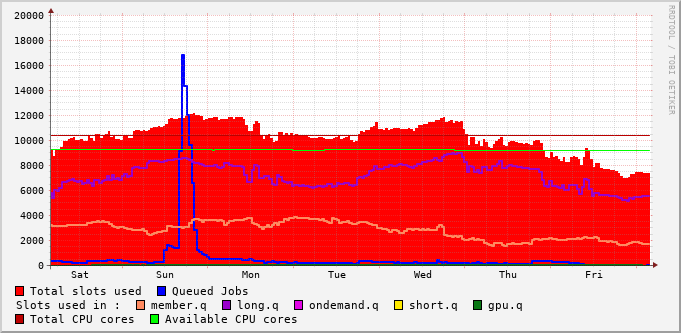 20000
18000
16000
14000
12000
10000
8000
6000
4000
2000
0
Sat Sun Mon Tue Wed Thu Fri
RRDTOOL / TOBI OETIKER
Total slots used Queued Jobs
Slots used in : member.q long.q ondemand.q short.q gpu.q
Total CPU cores Available CPU cores